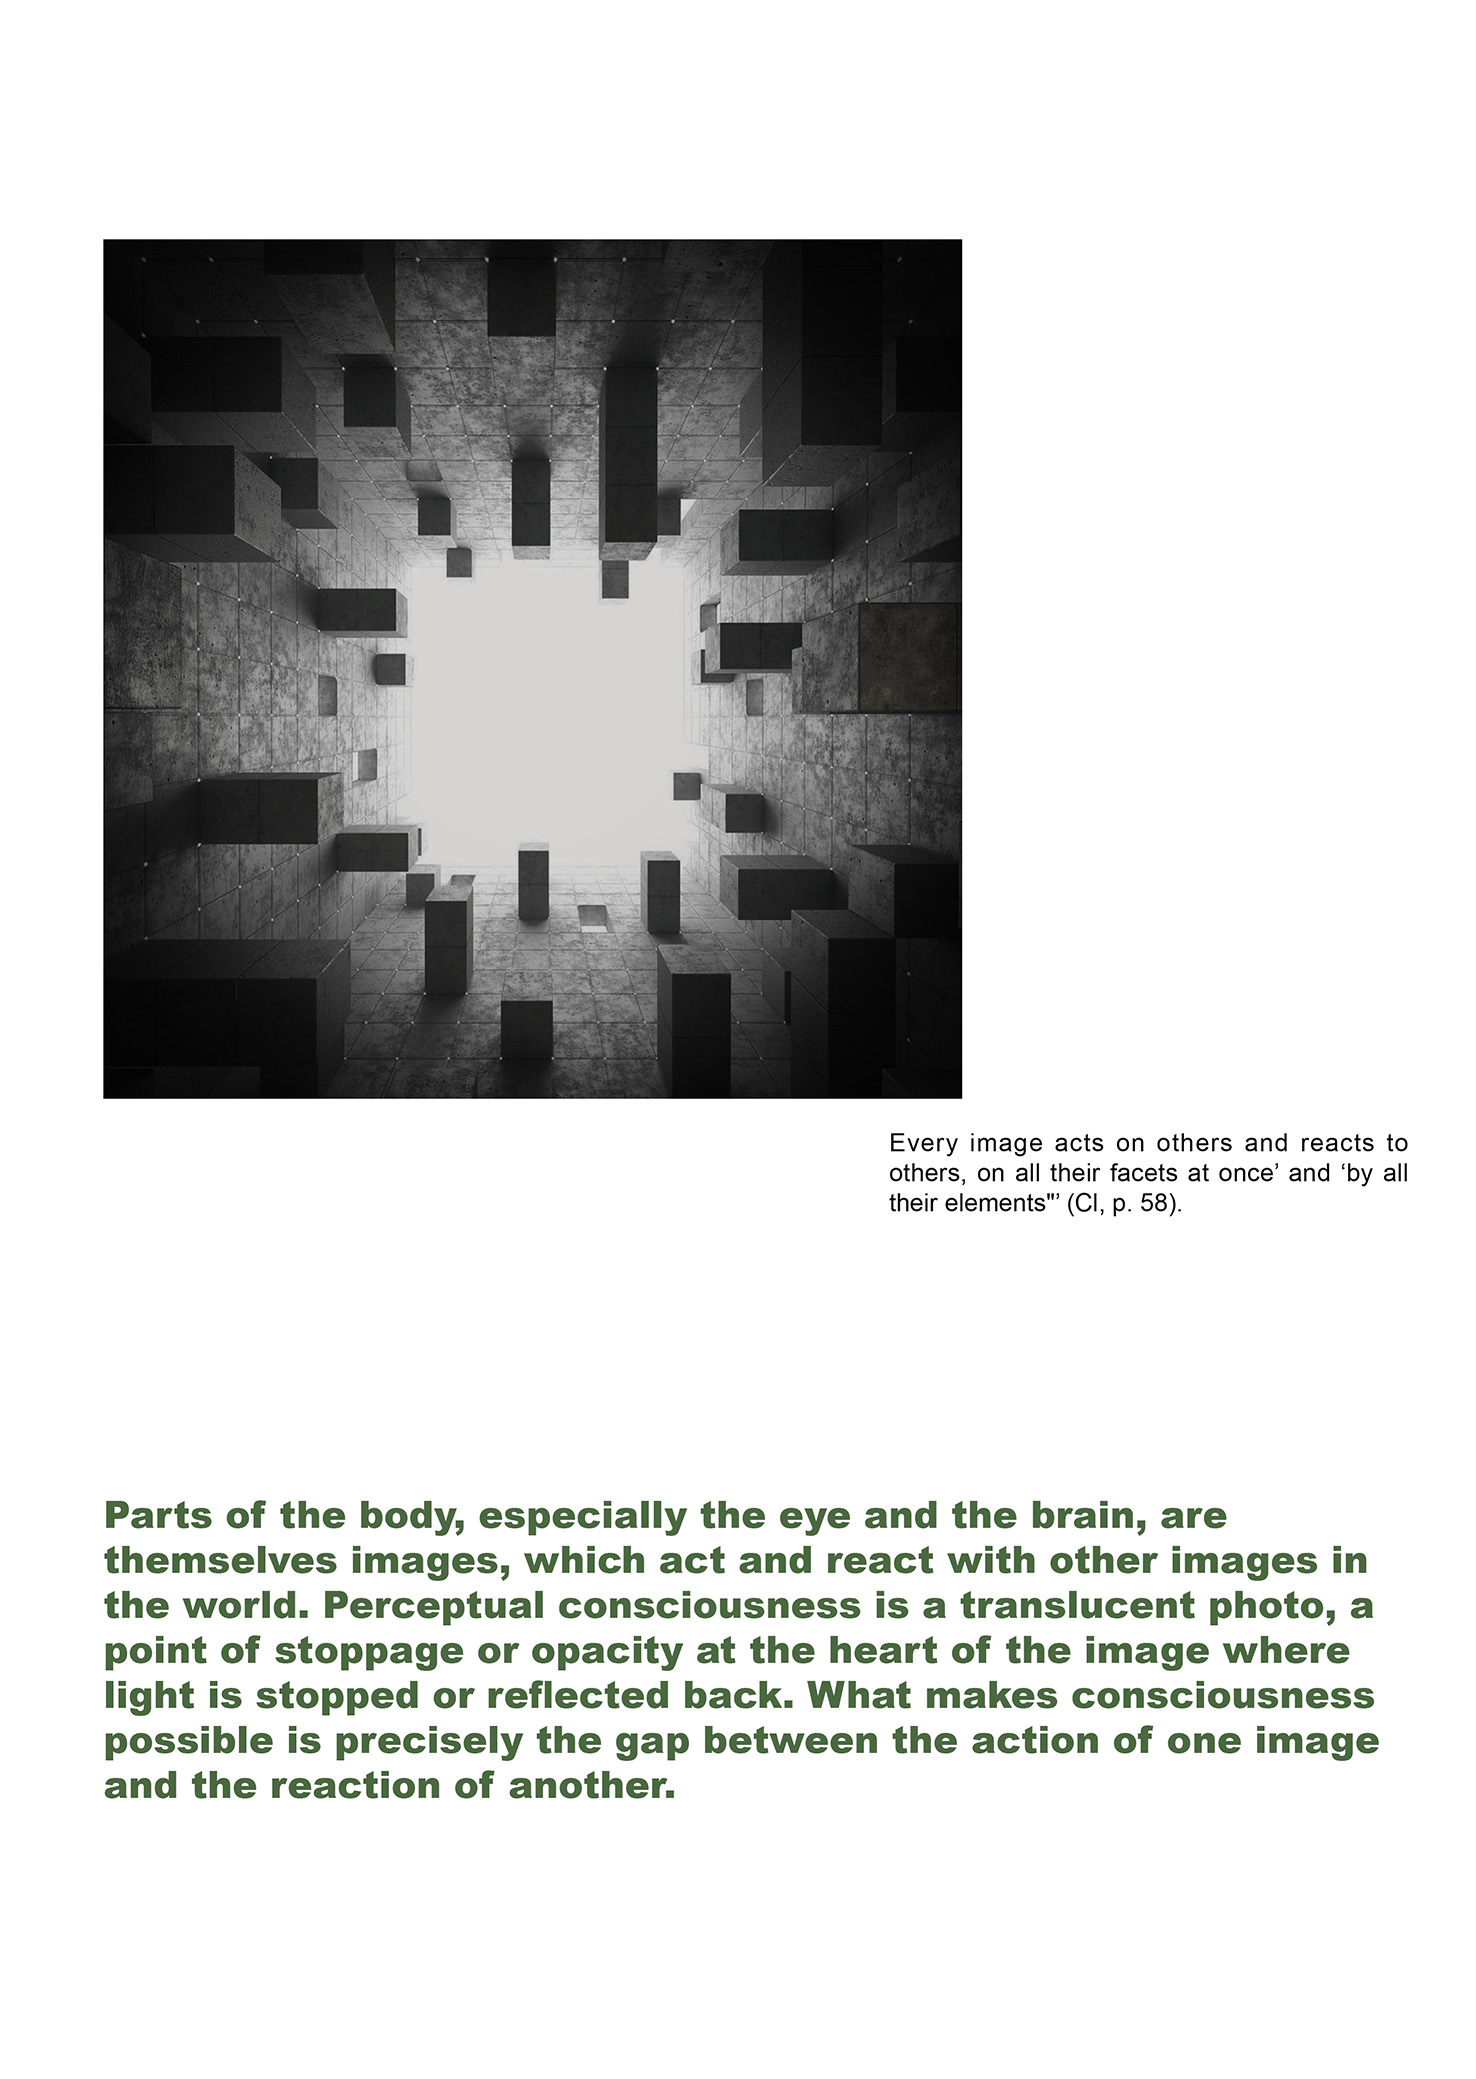 Every image acts on others and reacts to
others, on all their facets at once’ and ‘by all
their elements"’ (CI, p. 58).
Parts of the body, especially the eye and the brain, are
themselves images, which act and react with other images in
the world. Perceptual consciousness is a translucent photo, a
point of stoppage or opacity at the heart of the image where
light is stopped or reflected back. What makes consciousness
possible is precisely the gap between the action of one image
and the reaction of another.